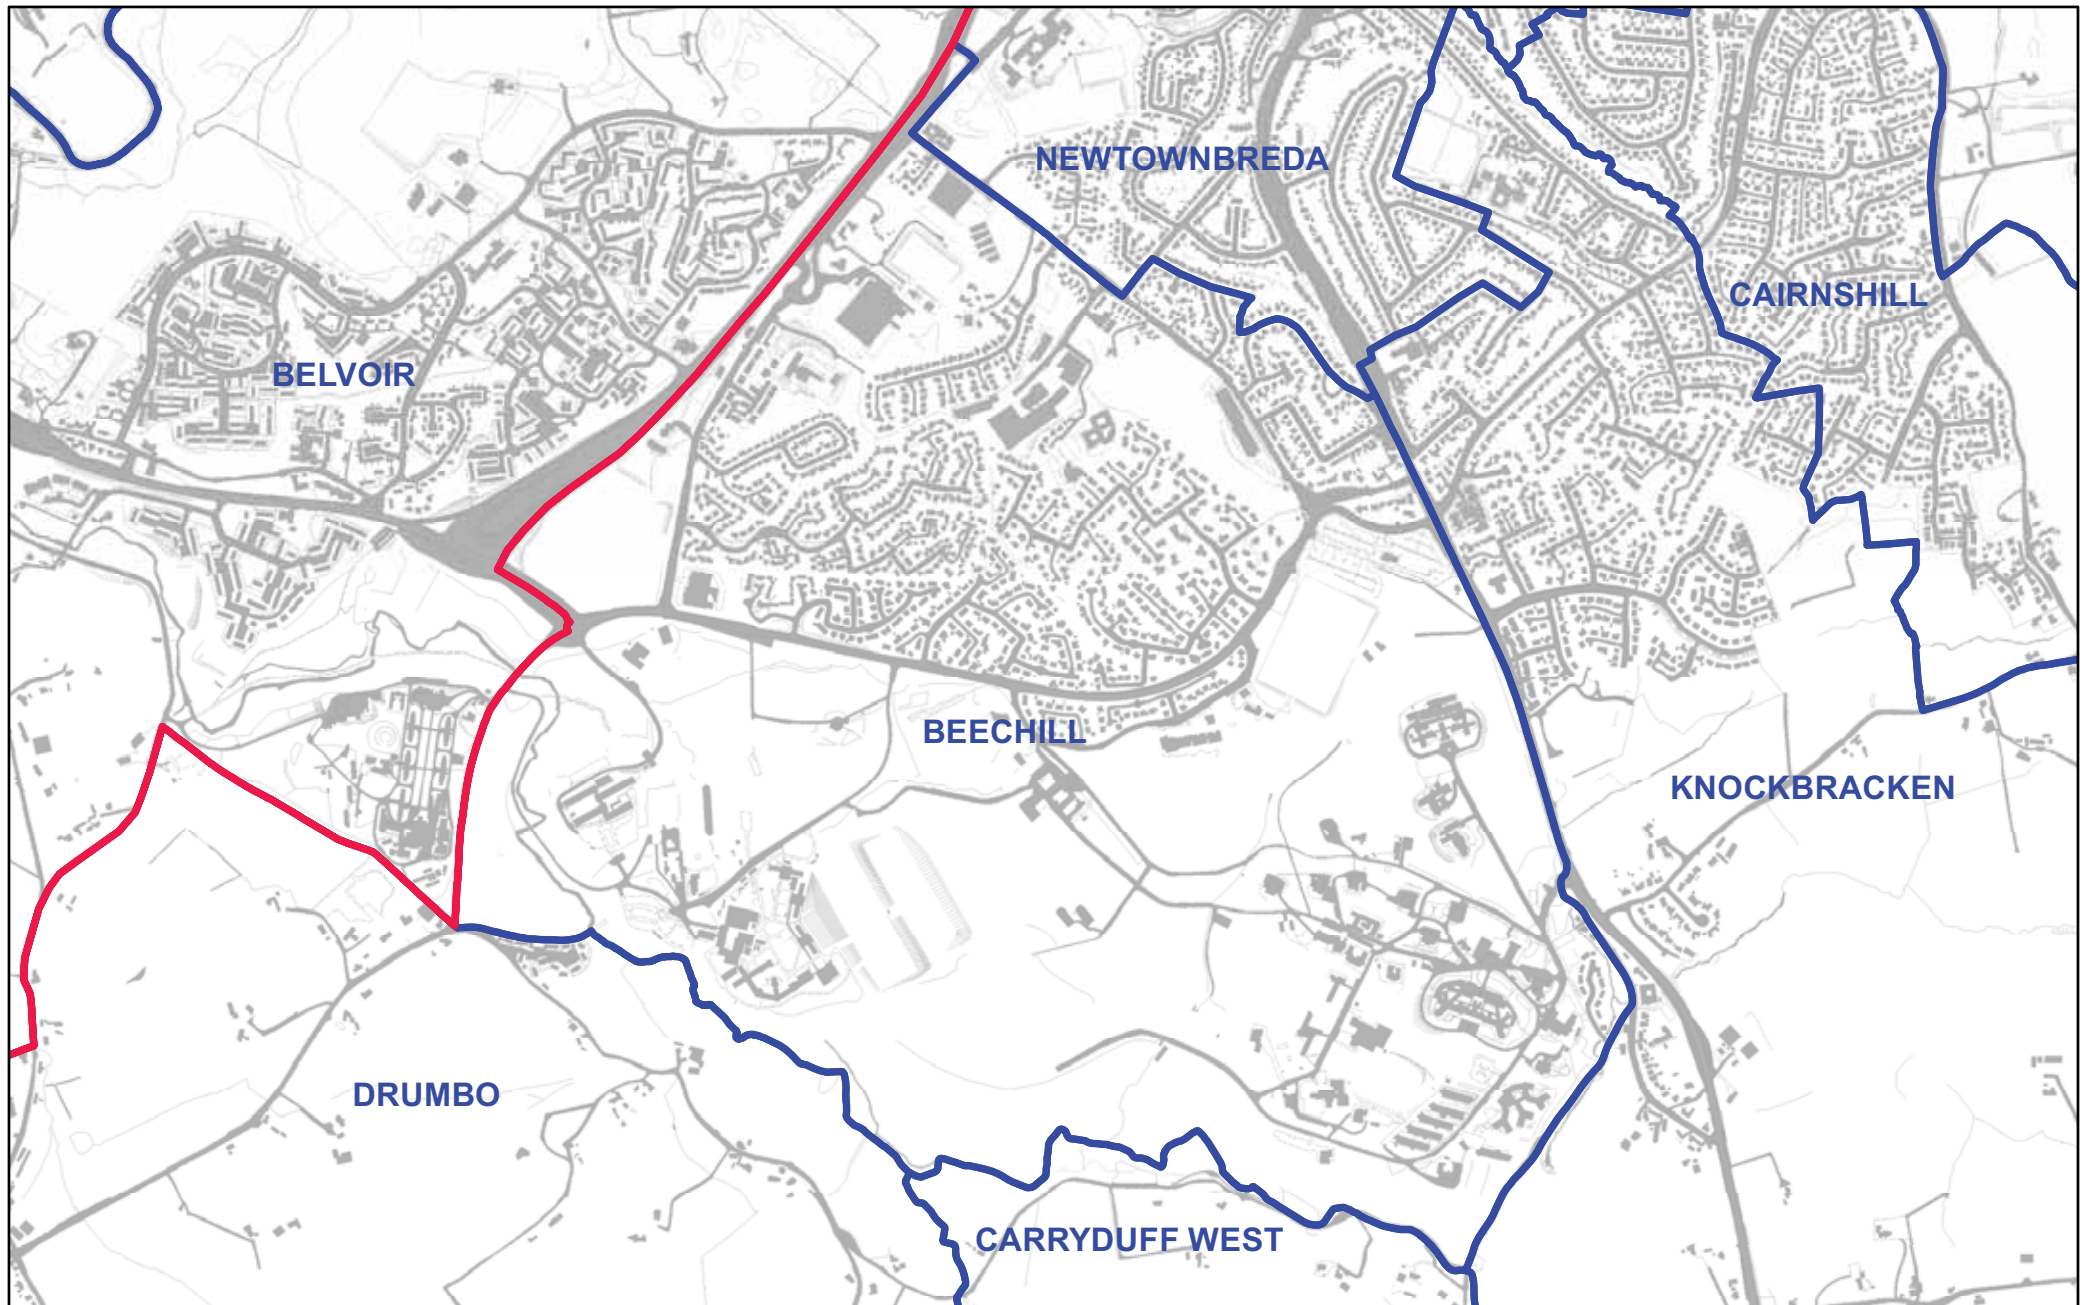 NEWTOWNBREDA
CAIRNSHILL
BELVOIR
BEECHILL
KNOCKBRACKEN
DRUMBO
CARRYDUFF WEST